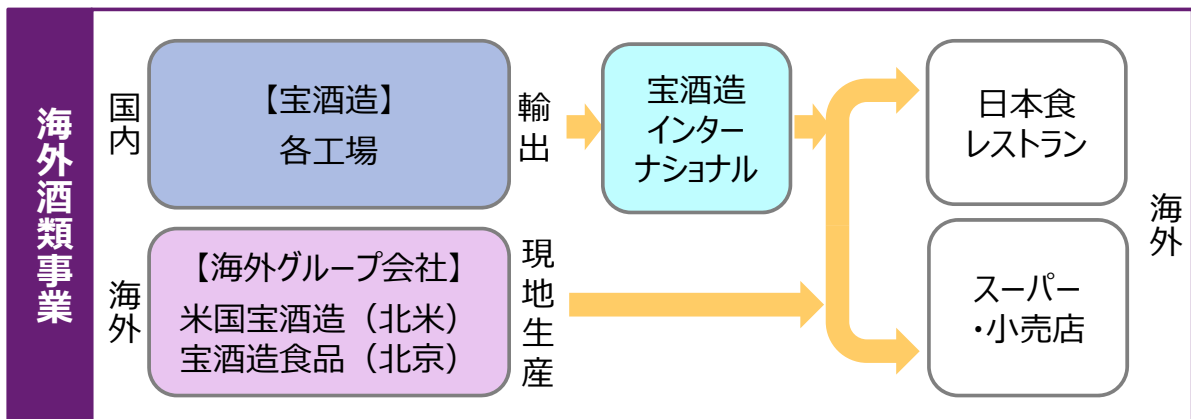 海外酒類事業
国内
【宝酒造】
各工場
輸出
宝酒造
インター
ナショナル
日本食
レストラン
海外
【海外グループ会社】
米国宝酒造（北米）
宝酒造食品（北京）
現地生産
スーパー
・小売店
海外